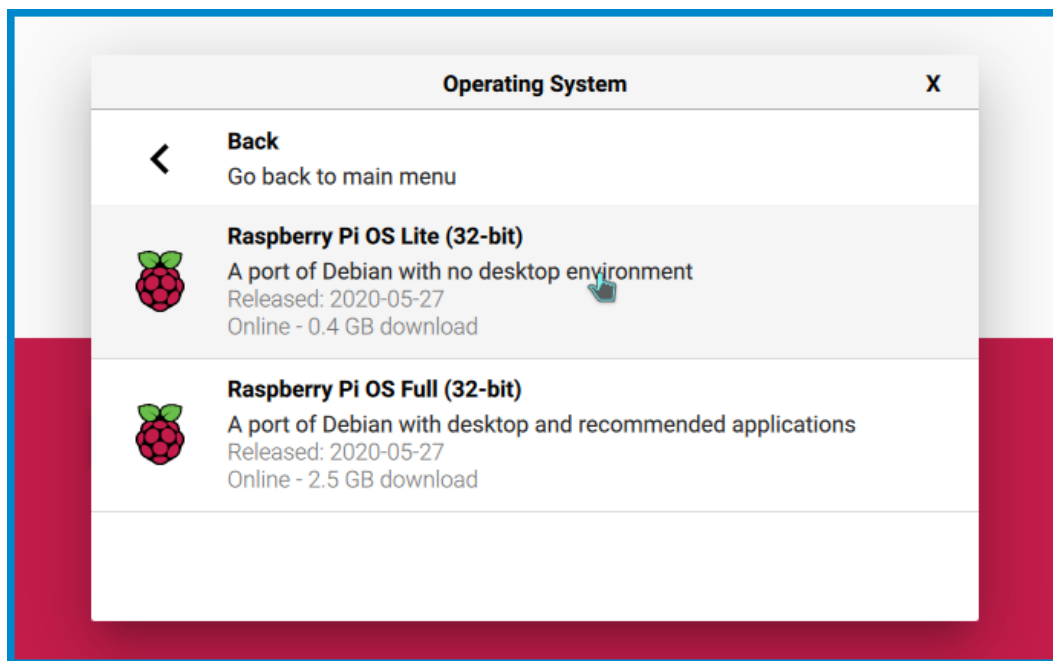 Operating System
X
Back
Go back to main menu
Raspberry Pi OS Lite (32-bit)
A port of Debian with no desktop environment
Released: 2020-05-27
Online - 0.4 GB download
Raspberry Pi OS Full (32-bit)
A port of Debian with desktop and recommended applications
Released: 2020-05-27
Online - 2.5 GB download